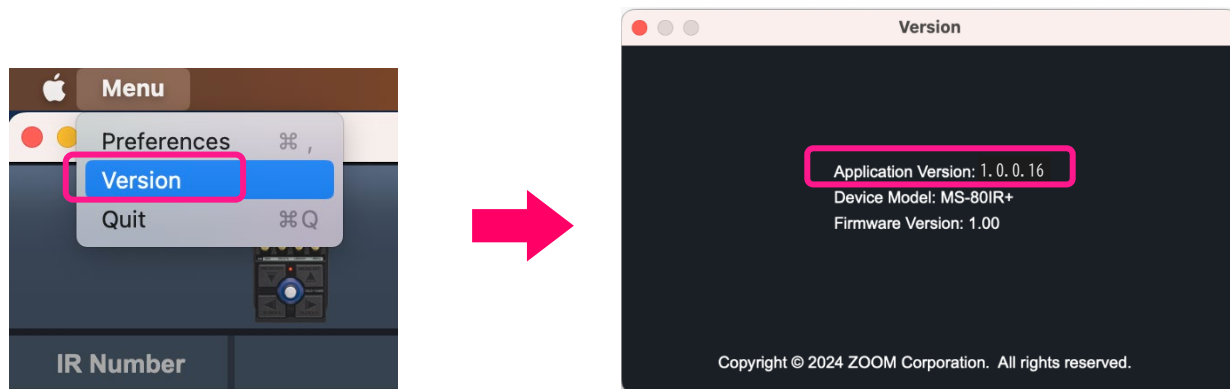 Menu
Preferences ⌘ ,
Version
Quit ⌘Q
IR Number
Version
Application Version: 1.0.0.16
Device Model: MS-80IR+
Firmware Version: 1.00
Copyright © 2024 ZOOM Corporation. All rights reserved.